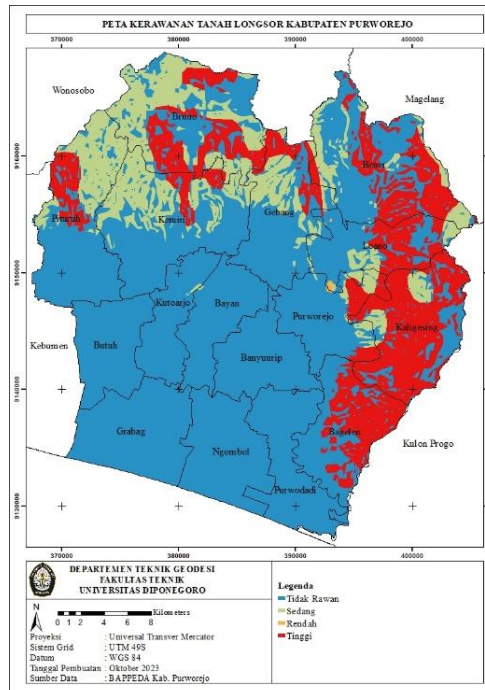 PETA KERAWANAN TANAH LONGSOR KABUPATEN PURWOREJO
370000 380000 390000 400000
Wonosobo
Magelang
Bruno
9160000 9160000
Bener
Pituruh
Kemiri
Gebang
Loano
9150000 9150000
Kutoarjo
Bayan
Purworejo
Kaligesing
Kebumen
Butuh
Banyuurip
9140000 9140000
Grabag
Ngombol
Bagelen
Kulon Progo
Purwodadi
9130000 9130000
370000 380000 390000 400000
DEPARTEMEN TEKNIK GEODESI
FAKULTAS TEKNIK
UNIVERSITAS DIPONEGORO
N
0 1 2 4 6 8 Kilometers
Proyeksi : Universal Transver Mercator
Sistem Grid : UTM 49S
Datum : WGS 84
Tanggal Pembuatan : Oktober 2023
Sumber Data : BAPPEDA Kab. Purworejo
Legenda
Tidak Rawan
Sedang
Rendah
Tinggi